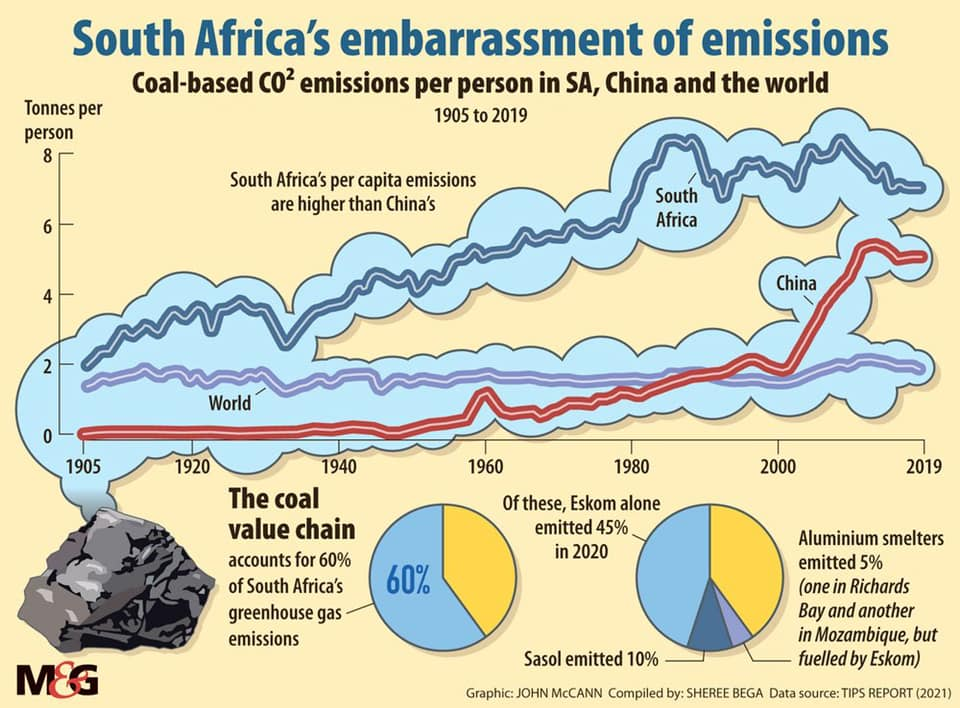 South Africa's embarrassment of emissions
Coal-based CO² emissions per person in SA, China and the world
1905 to 2019
Tonnes per
person
8
6
4
2
0
South Africa's per capita emissions
are higher than China's
South
Africa
China
World
1905
1920
1940
1960
1980
2000
2019
The coal
value chain
accounts for 60%
of South Africa's
greenhouse gas
emissions
60%
Of these, Eskom alone
emitted 45%
in 2020
Sasol emitted 10%
Aluminium smelters
emitted 5%
(one in Richards
Bay and another
in Mozambique, but
fuelled by Eskom)
M&G
Graphic: JOHN McCANN Compiled by: SHEREE BEGA Data source: TIPS REPORT (2021)